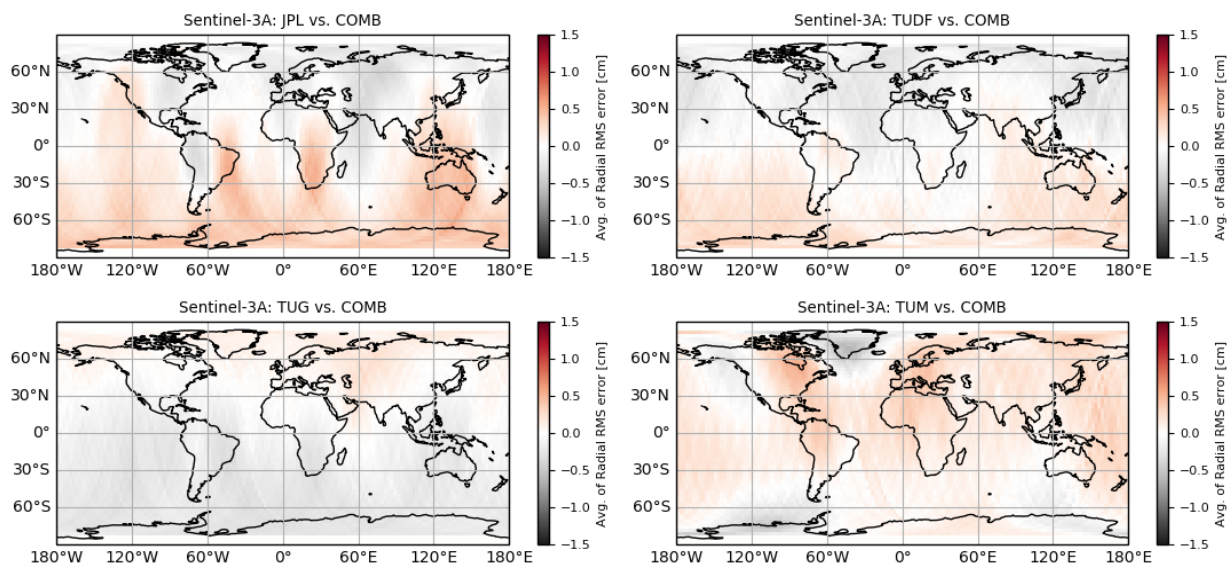 Sentinel-3A: JPL vs. COMB
60°N
30°N
0°
30°S
60°S
180°W 120°W 60°W 0° 60°E 120°E 180°E
1.5
1.0
0.5
0.0
−0.5
−1.0
−1.5
Avg. of Radial RMS error [cm]
Sentinel-3A: TUDF vs. COMB
60°N
30°N
0°
30°S
60°S
180°W 120°W 60°W 0° 60°E 120°E 180°E
1.5
1.0
0.5
0.0
−0.5
−1.0
−1.5
Avg. of Radial RMS error [cm]
Sentinel-3A: TUG vs. COMB
60°N
30°N
0°
30°S
60°S
180°W 120°W 60°W 0° 60°E 120°E 180°E
1.5
1.0
0.5
0.0
−0.5
−1.0
−1.5
Avg. of Radial RMS error [cm]
Sentinel-3A: TUM vs. COMB
60°N
30°N
0°
30°S
60°S
180°W 120°W 60°W 0° 60°E 120°E 180°E
1.5
1.0
0.5
0.0
−0.5
−1.0
−1.5
Avg. of Radial RMS error [cm]